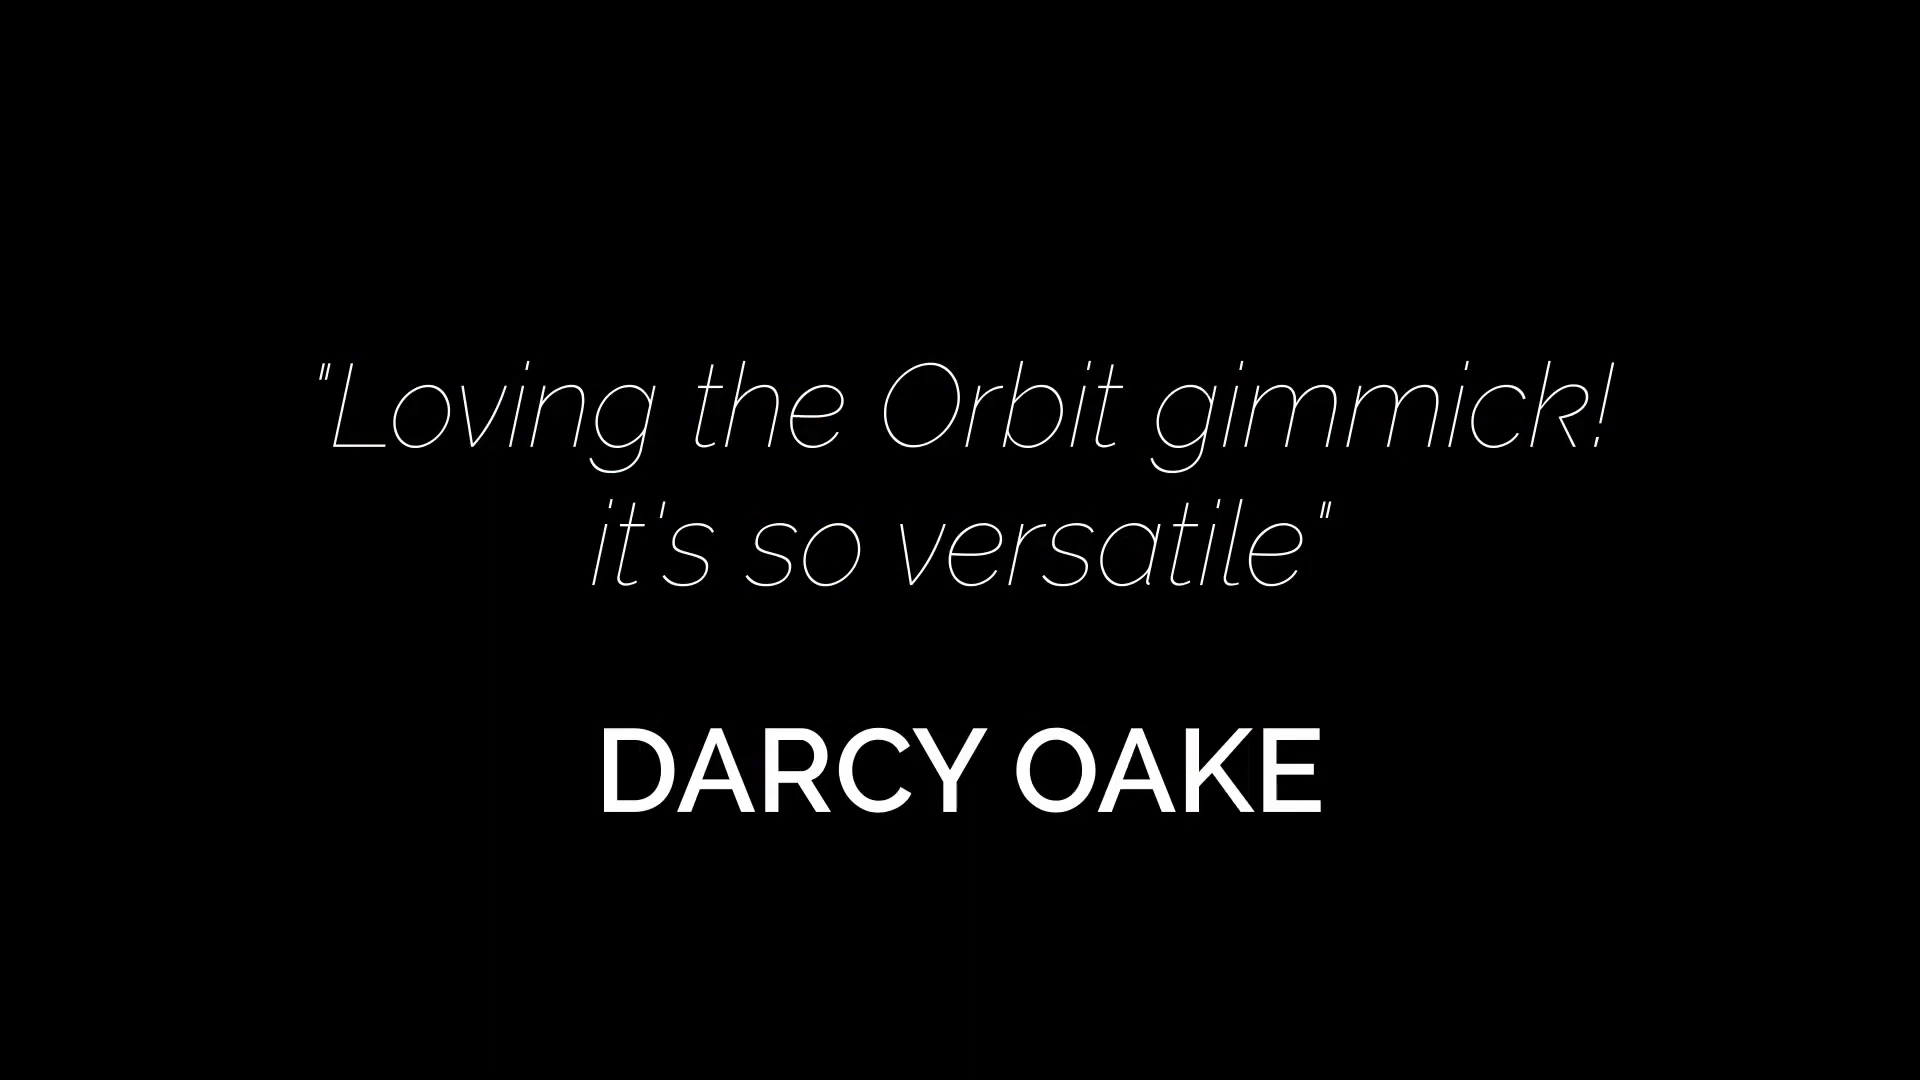 "Loving the Orbit gimmick!
it's so versatile"
DARCY OAKE